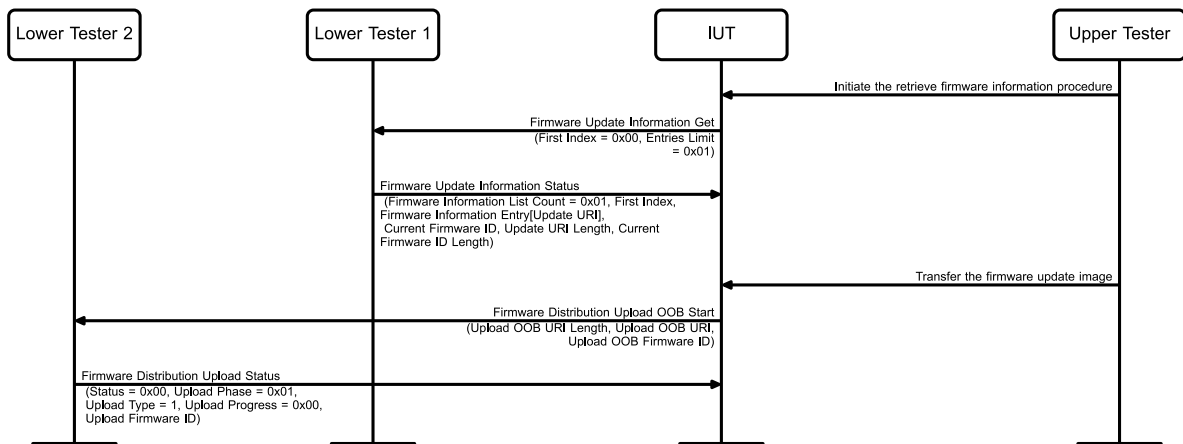 Lower Tester 2
Lower Tester 1
IUT
Upper Tester
Initiate the retrieve firmware information procedure
Firmware Update Information Get
(First Index = 0x00, Entries Limit
= 0x01)
Firmware Update Information Status
(Firmware Information List Count = 0x01, First Index,
Firmware Information Entry[Update URI],
Current Firmware ID, Update URI Length, Current
Firmware ID Length)
Transfer the firmware update image
Firmware Distribution Upload OOB Start
(Upload OOB URI Length, Upload OOB URI,
Upload OOB Firmware ID)
Firmware Distribution Upload Status
(Status = 0x00, Upload Phase = 0x01,
Upload Type = 1, Upload Progress = 0x00,
Upload Firmware ID)